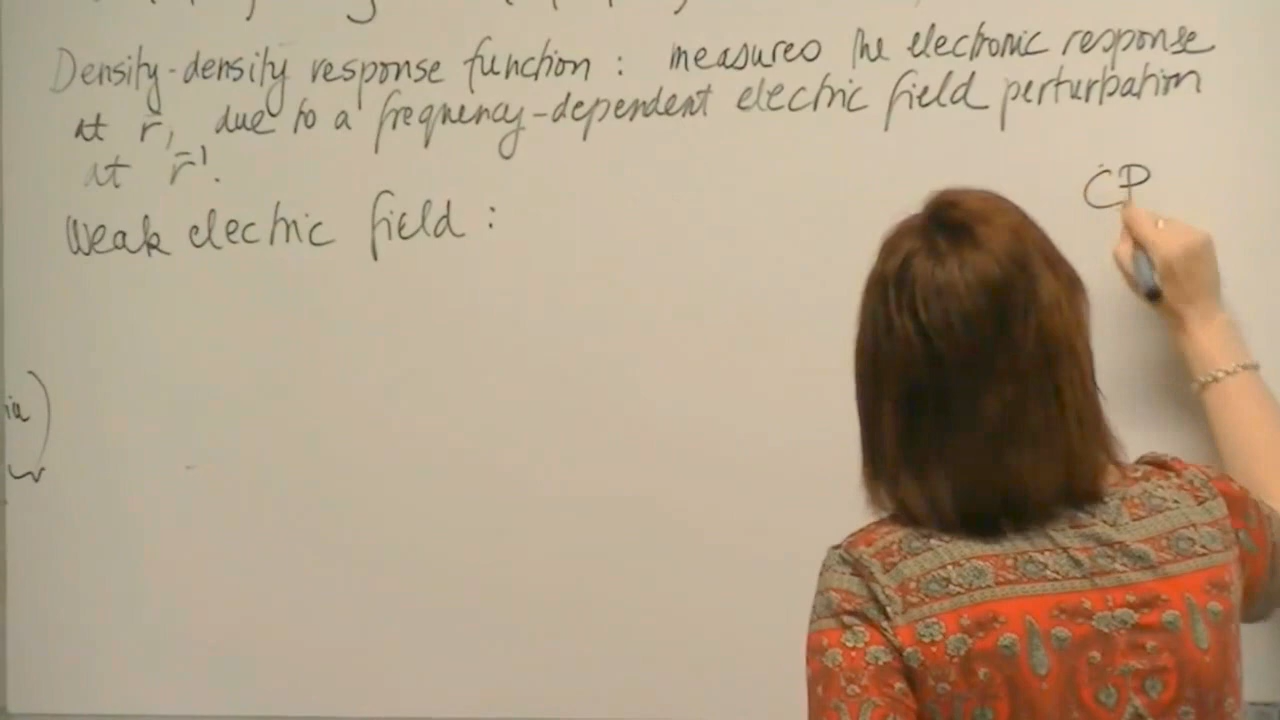 Density-density response function : measures the electronic response
at r̄, due to a frequency-dependent electric field perturbation
at r̄'.
CP
Weak electric field :